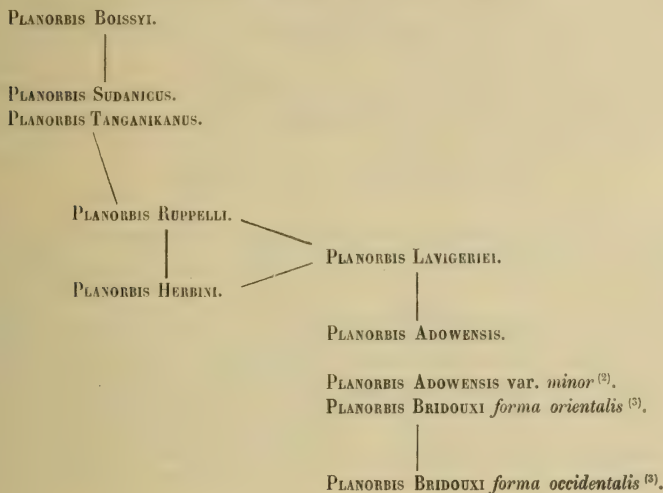 PLANORBIS BOISSYI.
PLANORBIS SUDANICUS.
PLANORBIS TANGANIKANUS.
PLANORBIS RUPPELLI.
PLANORBIS LAVIGERIEI.
PLANORBIS HERBINI.
PLANORBIS ADOWENSIS.
PLANORBIS ADOWENSIS var. minor (2).
PLANORBIS BRIDOUXI forma orientalis (3).
PLANORBIS BRIDOUXI forma occidentalis (3).